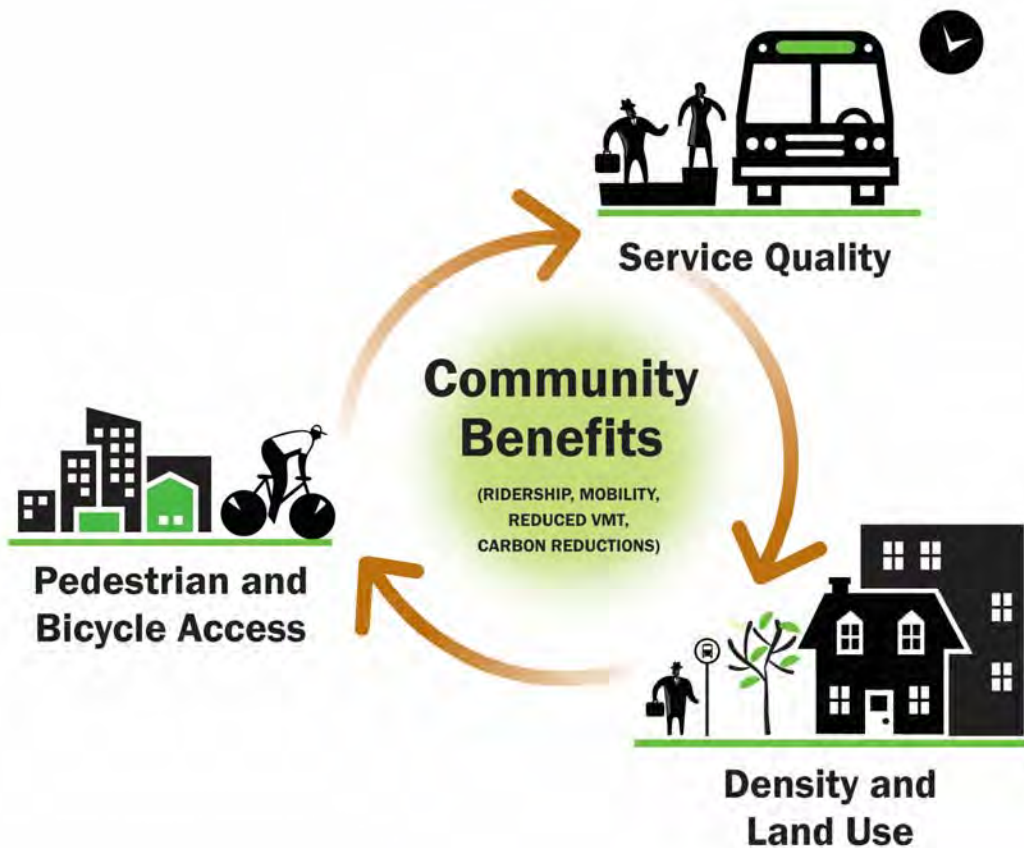 Service Quality
Community
Benefits
(RIDERSHIP, MOBILITY,
REDUCED VMT,
CARBON REDUCTIONS)
Pedestrian and
Bicycle Access
Density and
Land Use